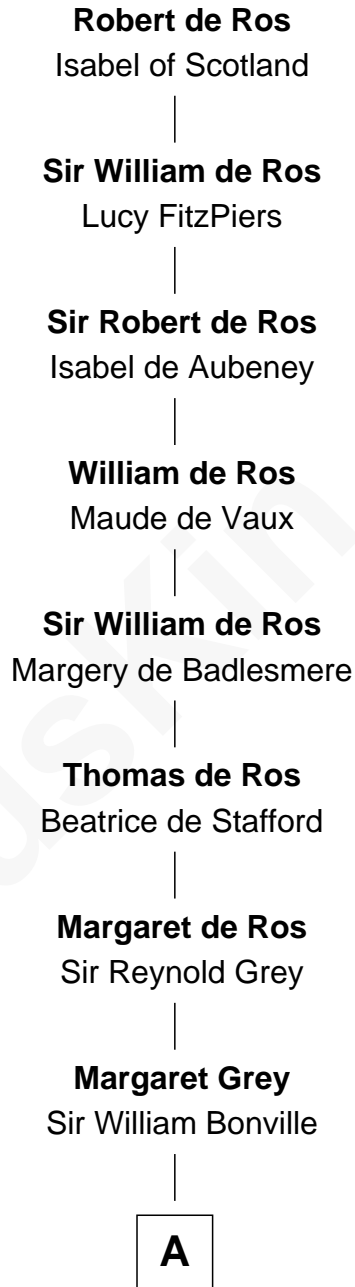 Robert de Ros
Isabel of Scotland
Sir William de Ros
Lucy FitzPiers
Sir Robert de Ros
Isabel de Aubeney
William de Ros
Maude de Vaux
Sir William de Ros
Margery de Badlesmere
Thomas de Ros
Beatrice de Stafford
Margaret de Ros
Sir Reynold Grey
Margaret Grey
Sir William Bonville
A